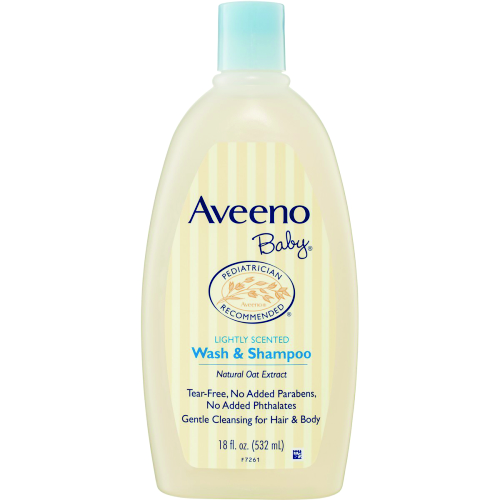 Aveeno
Baby®
PEDIATRICIAN
RECOMMENDED®
LIGHTLY SCENTED
Wash & Shampoo
Natural Oat Extract
Tear-Free, No Added Parabens,
No Added Phthalates
Gentle Cleansing for Hair & Body
18 fl. oz. (532 mL)
F7261